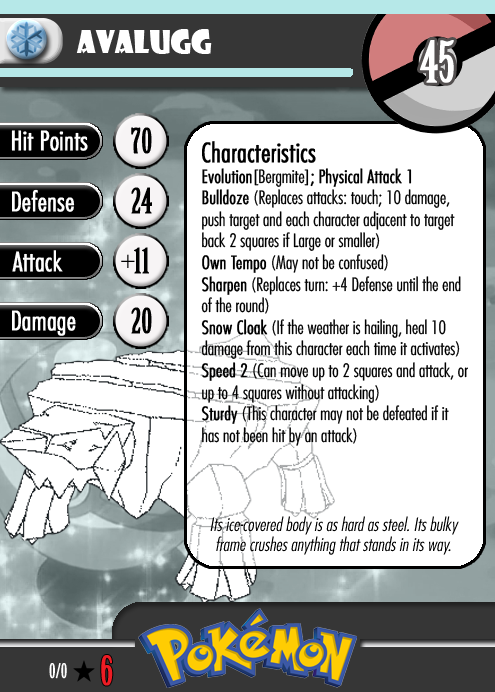 AVALUGG
45
Hit Points 70
Defense 24
Attack +11
Damage 20
Characteristics
Evolution[Bergmite]; Physical Attack 1
Bulldoze (Replaces attacks: touch; 10 damage,
push target and each character adjacent to target
back 2 squares if Large or smaller)
Own Tempo (May not be confused)
Sharpen (Replaces turn: +4 Defense until the end
of the round)
Snow Cloak (If the weather is hailing, heal 10
damage from this character each time it activates)
Speed 2 (Can move up to 2 squares and attack, or
up to 4 squares without attacking)
Sturdy (This character may not be defeated if it
has not been hit by an attack)
Its ice-covered body is as hard as steel. Its bulky
frame crushes anything that stands in its way.
0/0 ★ 6
POKéMON